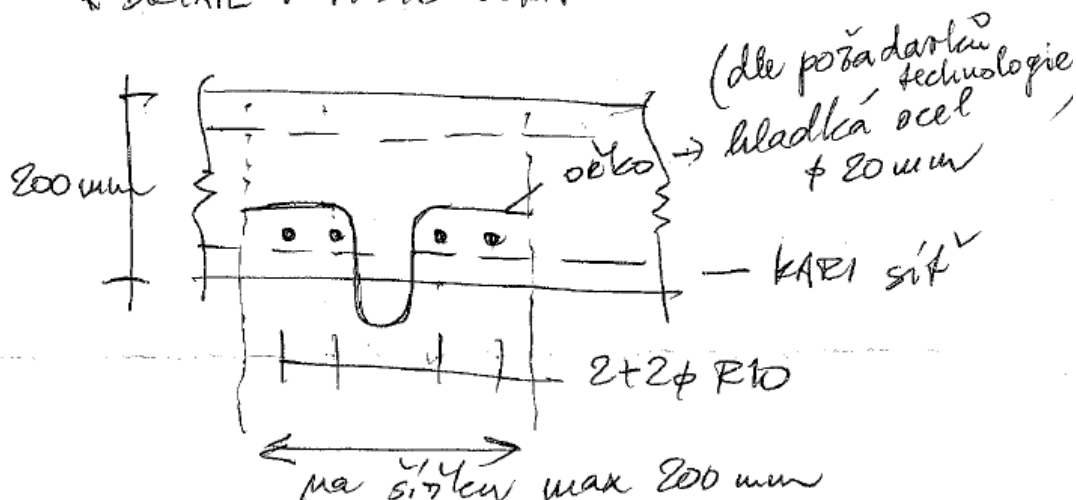 (dle požadavků
technologie)
očko → hladká ocel
ϕ 20 mm
200 mm
KARI síť
2+2ϕ R10
na šířku max 200 mm